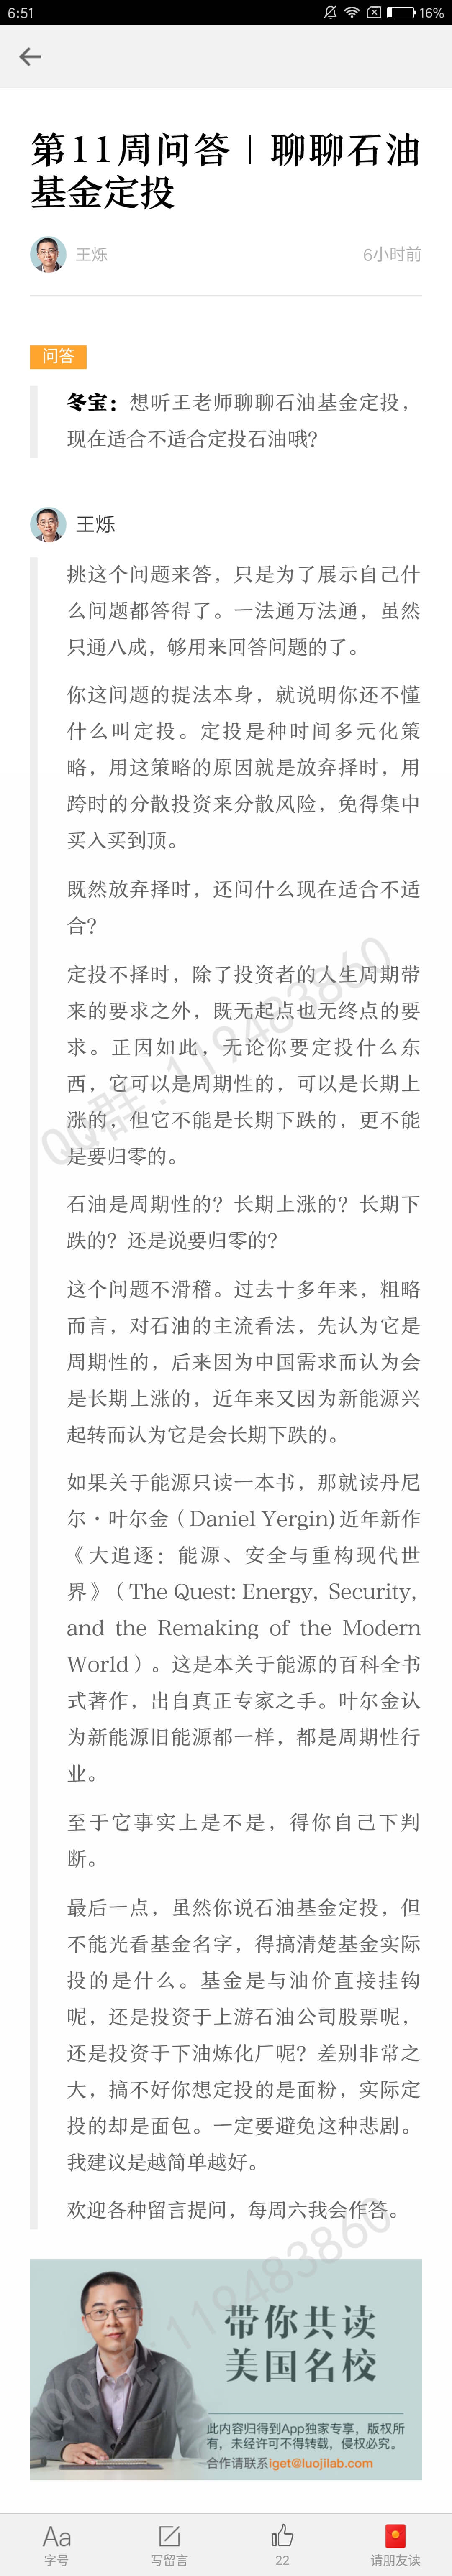 6:51
16%
第11周问答 | 聊聊石油
基金定投
王烁
6小时前
问答
冬宝：想听王老师聊聊石油基金定投，
现在适合不适合定投石油哦？
王烁
挑这个问题来答，只是为了展示自己什
么问题都答得了。一法通万法通，虽然
只通八成，够用来回答问题的了。
你这问题的提法本身，就说明你还不懂
什么叫定投。定投是种时间多元化策
略，用这策略的原因就是放弃择时，用
跨时的分散投资来分散风险，免得集中
买入买到顶。
既然放弃择时，还问什么现在适合不适
合？
定投不择时，除了投资者的人生周期带
来的要求之外，既无起点也无终点的要
求。正因如此，无论你要定投什么东
西，它可以是周期性的，可以是长期上
涨的，但它不能是长期下跌的，更不能
是要归零的。
QQ群:119483860
石油是周期性的？长期上涨的？长期下
跌的？还是说要归零的？
这个问题不滑稽。过去十多年来，粗略
而言，对石油的主流看法，先认为它是
周期性的，后来因为中国需求而认为会
是长期上涨的，近年来又因为新能源兴
起转而认为它是会长期下跌的。
如果关于能源只读一本书，那就读丹尼
尔·叶尔金（Daniel Yergin)近年新作
《大追逐：能源、安全与重构现代世
界》（The Quest: Energy, Security,
and the Remaking of the Modern
World）。这是本关于能源的百科全书
式著作，出自真正专家之手。叶尔金认
为新能源旧能源都一样，都是周期性行
业。
至于它事实上是不是，得你自己下判
断。
最后一点，虽然你说石油基金定投，但
不能光看基金名字，得搞清楚基金实际
投的是什么。基金是与油价直接挂钩
呢，还是投资于上游石油公司股票呢，
还是投资于下油炼化厂呢？差别非常之
大，搞不好你想定投的是面粉，实际定
投的却是面包。一定要避免这种悲剧。
我建议是越简单越好。
欢迎各种留言提问，每周六我会作答。
QQ群:119483860
带你共读
美国名校
此内容归得到App独家专享，版权所
有，未经许可不得转载，侵权必究。
合作请联系iget@luojilab.com
Aa
字号
写留言
22
请朋友读